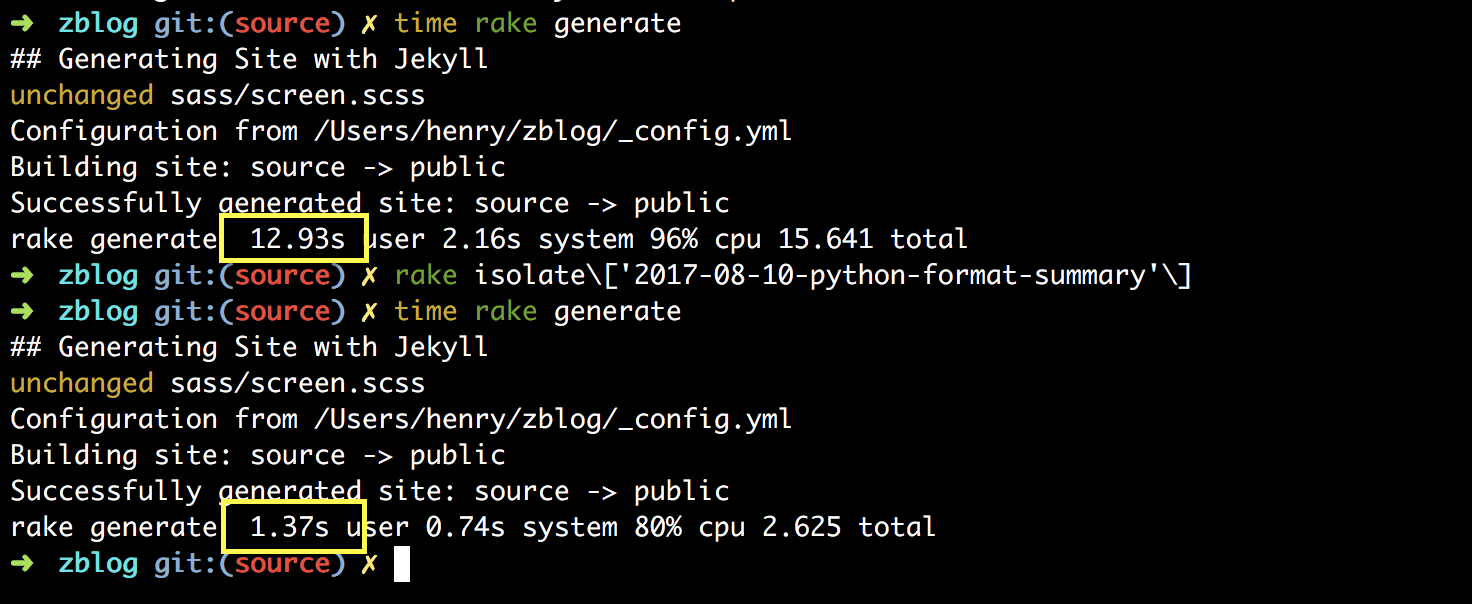 ➜ zblog git:(source) ✗ time rake generate
## Generating Site with Jekyll
unchanged sass/screen.scss
Configuration from /Users/henry/zblog/_config.yml
Building site: source -> public
Successfully generated site: source -> public
rake generate 12.93s user 2.16s system 96% cpu 15.641 total
➜ zblog git:(source) ✗ rake isolate\['2017-08-10-python-format-summary'\]
➜ zblog git:(source) ✗ time rake generate
## Generating Site with Jekyll
unchanged sass/screen.scss
Configuration from /Users/henry/zblog/_config.yml
Building site: source -> public
Successfully generated site: source -> public
rake generate 1.37s user 0.74s system 80% cpu 2.625 total
➜ zblog git:(source) ✗